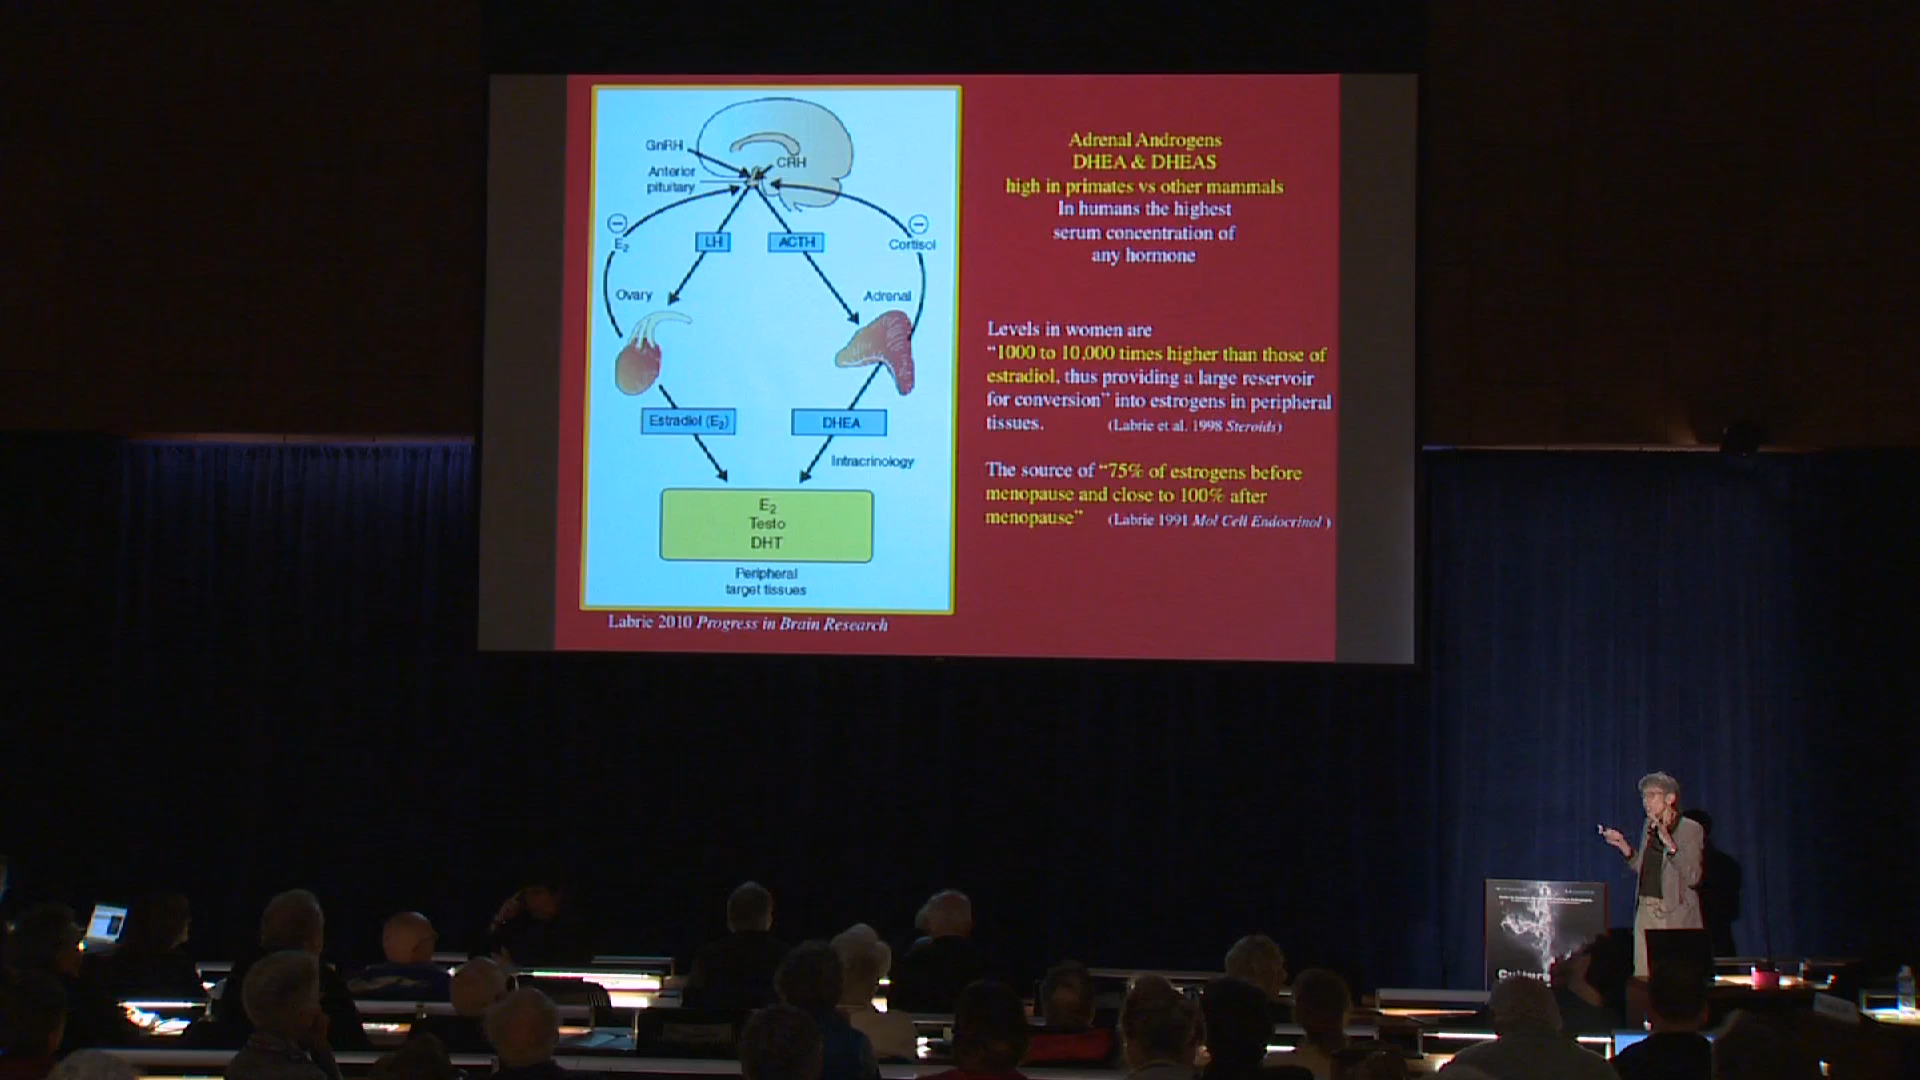 GnRH
CRH
Anterior
pituitary
E2
LH
ACTH
Cortisol
Ovary
Adrenal
Estradiol (E2)
DHEA
Intracrinology
E2
Testo
DHT
Peripheral
target tissues
Labrie 2010 Progress in Brain Research
Adrenal Androgens
DHEA & DHEAS
high in primates vs other mammals
In humans the highest
serum concentration of
any hormone
Levels in women are
"1000 to 10,000 times higher than those of
estradiol, thus providing a large reservoir
for conversion" into estrogens in peripheral
tissues. (Labrie et al. 1998 Steroids)
The source of "75% of estrogens before
menopause and close to 100% after
menopause" (Labrie 1991 Mol Cell Endocrinol )